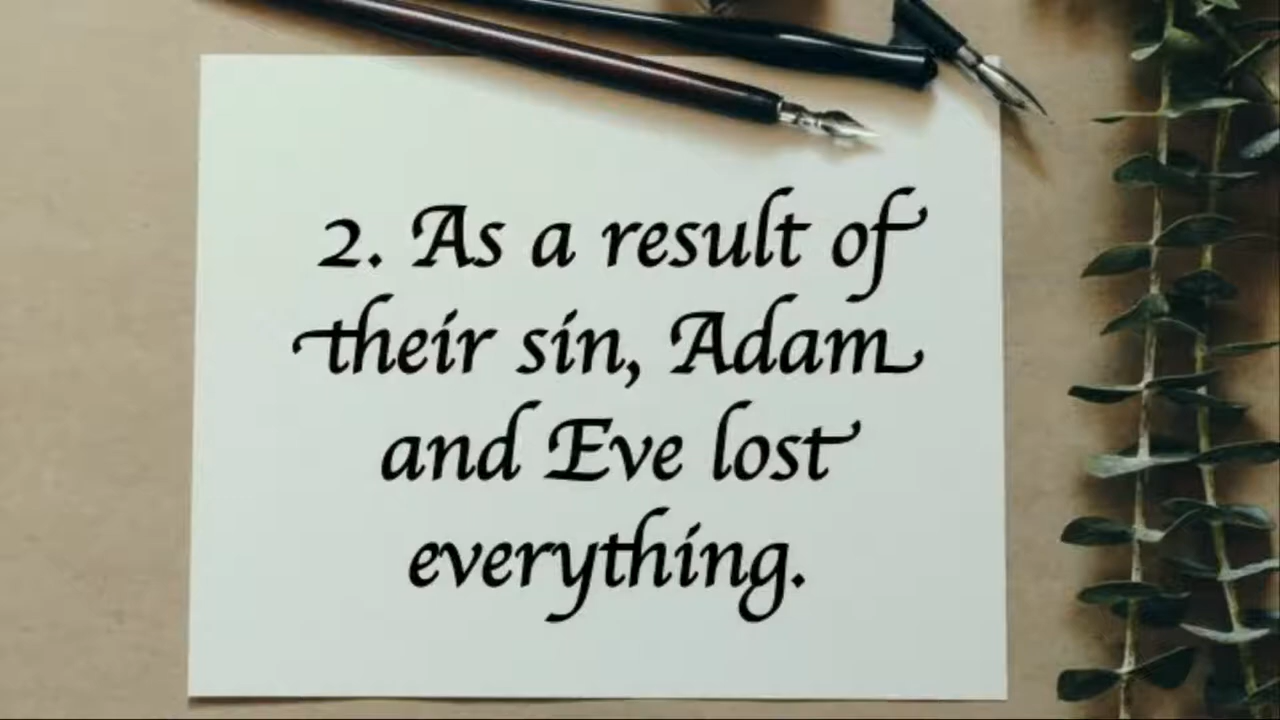 2. As a result of
their sin, Adam
and Eve lost
everything.